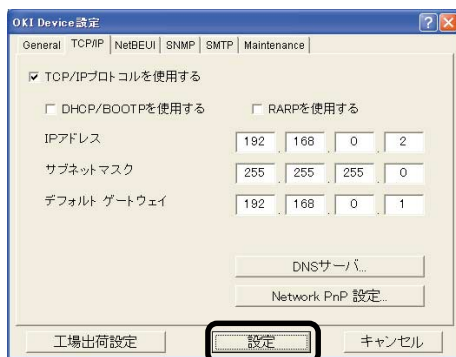 OKI Device設定
General TCP/IP NetBEUI SNMP SMTP Maintenance
TCP/IPプロトコルを使用する
DHCP/BOOTPを使用する RARPを使用する
IPアドレス 192 . 168 . 0 . 2
サブネットマスク 255 . 255 . 255 . 0
デフォルト ゲートウェイ 192 . 168 . 0 . 1
DNSサーバ...
Network PnP 設定...
工場出荷設定 設定 キャンセル